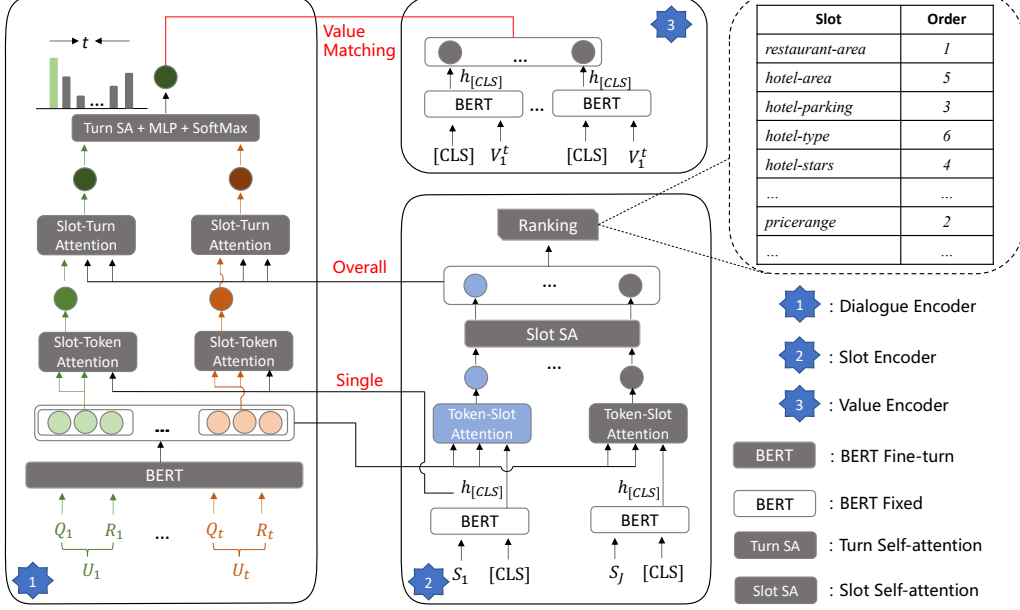 t
...
Turn SA + MLP + SoftMax
Slot-Turn
Attention
Slot-Turn
Attention
Slot-Token
Attention
Slot-Token
Attention
...
BERT
Q₁ R₁ ... Qₜ Rₜ
U₁ Uₜ
1
Value
Matching
Overall
Single
3
...
h[CLS] h[CLS]
BERT ... BERT
[CLS] V₁ᵗ [CLS] V₁ᵗ
Ranking
...
Slot SA
...
Token-Slot
Attention
Token-Slot
Attention
h[CLS] h[CLS]
BERT BERT
S₁ [CLS] S_J [CLS]
2
Slot Order
restaurant-area 1
hotel-area 5
hotel-parking 3
hotel-type 6
hotel-stars 4
... ...
pricerange 2
... ...
1 : Dialogue Encoder
2 : Slot Encoder
3 : Value Encoder
BERT : BERT Fine-turn
BERT : BERT Fixed
Turn SA : Turn Self-attention
Slot SA : Slot Self-attention